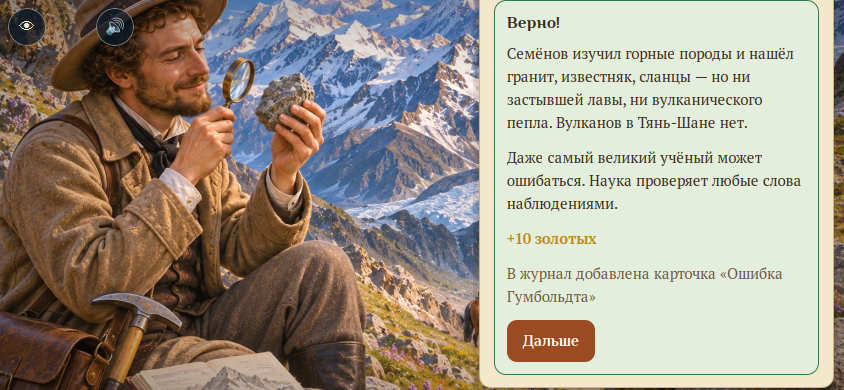 Верно!
Семёнов изучил горные породы и нашёл
гранит, известняк, сланцы — но ни
застывшей лавы, ни вулканического
пепла. Вулканов в Тянь-Шане нет.
Даже самый великий учёный может
ошибаться. Наука проверяет любые слова
наблюдениями.
+10 золотых
В журнал добавлена карточка «Ошибка
Гумбольдта»
Дальше